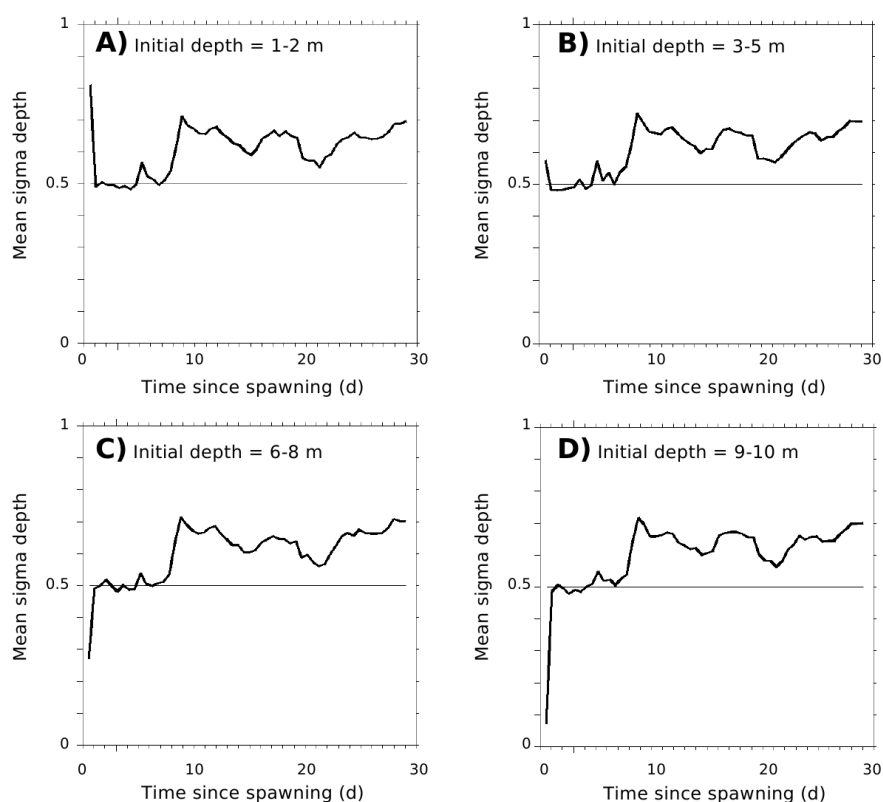 A) Initial depth = 1-2 m
1
0.5
0
Mean sigma depth
0 10 20 30
Time since spawning (d)
B) Initial depth = 3-5 m
1
0.5
0
Mean sigma depth
0 10 20 30
Time since spawning (d)
C) Initial depth = 6-8 m
1
0.5
0
Mean sigma depth
0 10 20 30
Time since spawning (d)
D) Initial depth = 9-10 m
1
0.5
0
Mean sigma depth
0 10 20 30
Time since spawning (d)